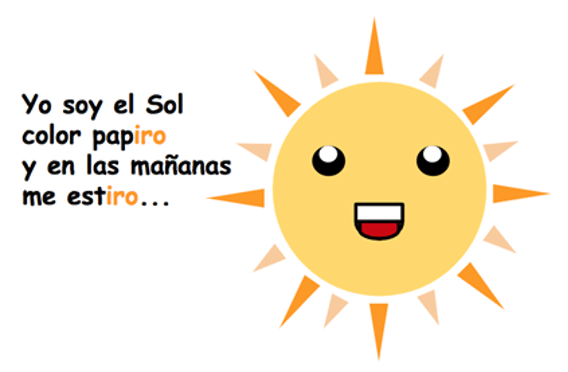 Yo soy el Sol
color papiro
y en las mañanas
me estiro...